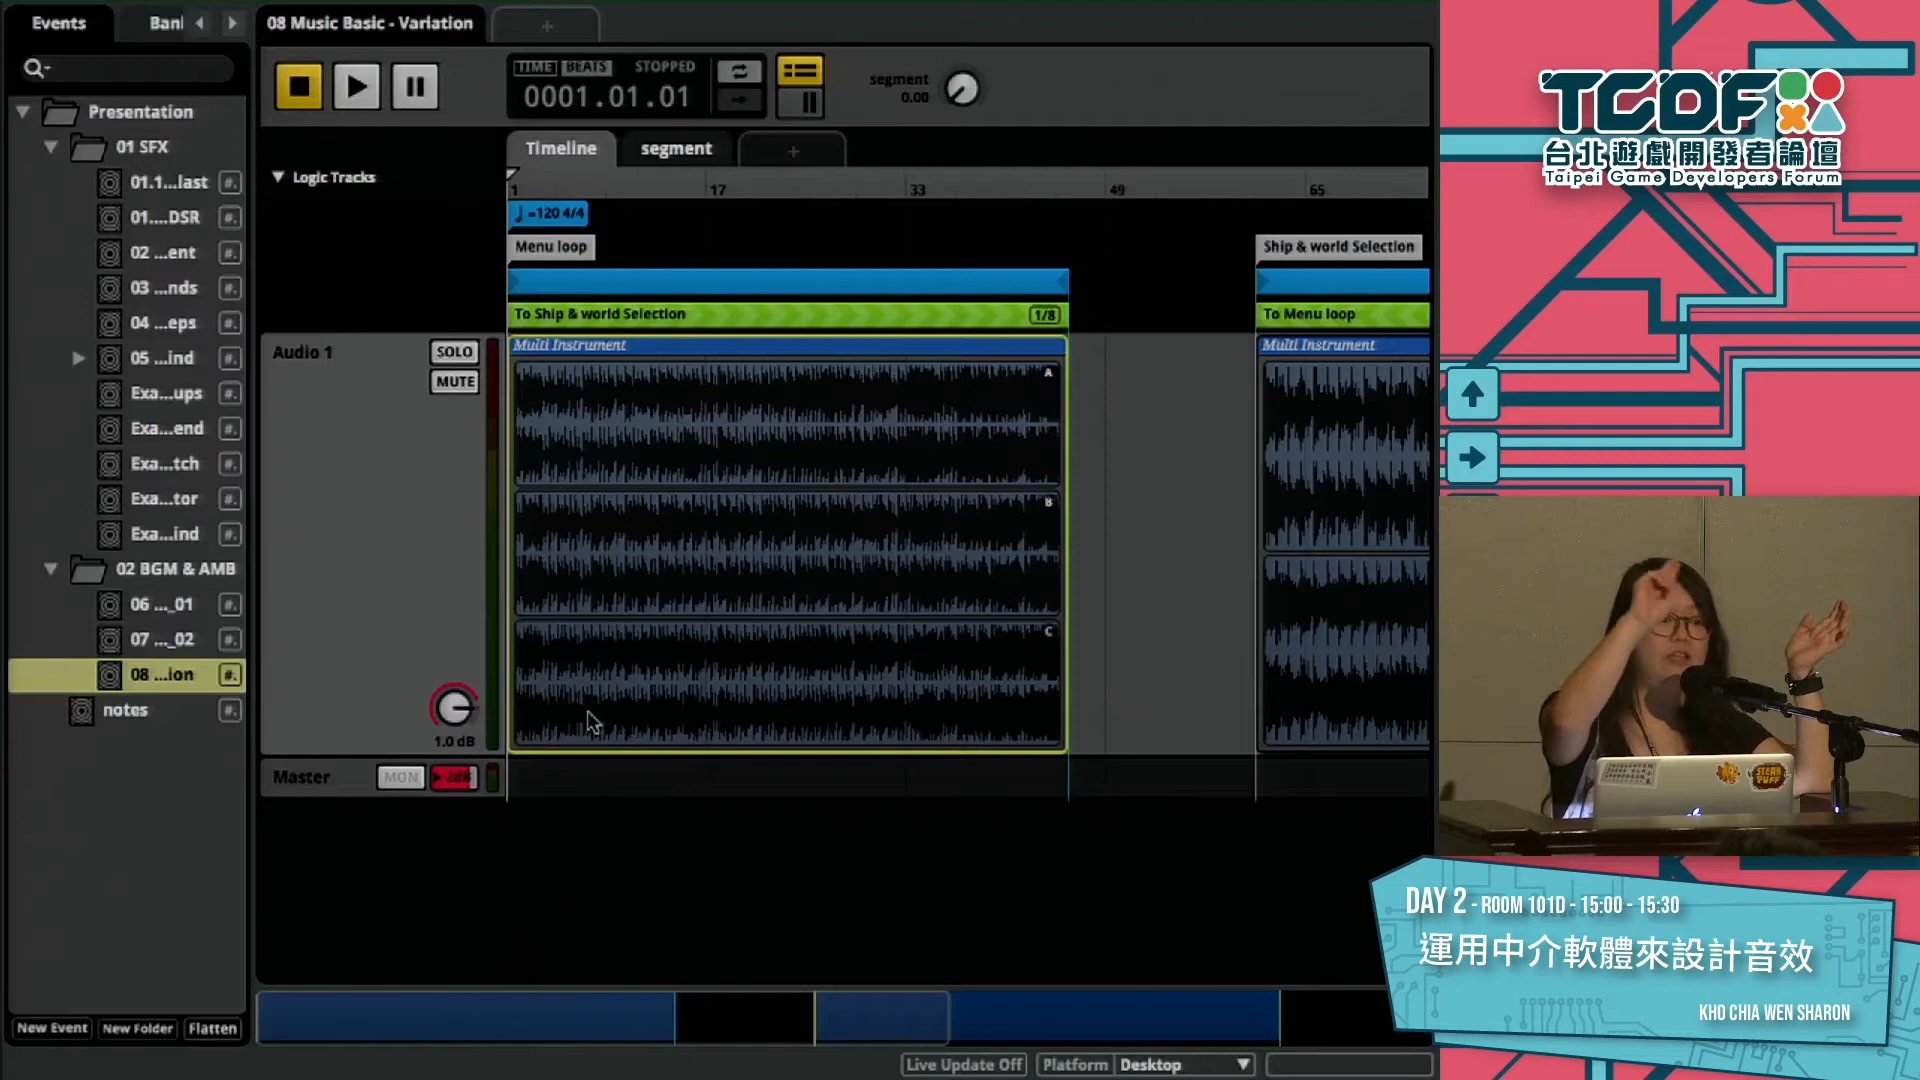 Events
Banl
08 Music Basic - Variation
Presentation
01 SFX
01.1...last
01....DSR
02 ...ent
03 ...nds
04 ...eps
05 ...ind
Exa...ups
Exa...end
Exa...tch
Exa...tor
Exa...ind
02 BGM & AMB
06 ..._01
07 ..._02
08 ...ion
notes
New Event
New Folder
Flatten
TIME BEATS STOPPED
0001.01.01
segment
0.00
Timeline
segment
Logic Tracks
1 17 33 49 65
=120 4/4
Menu loop
Ship & world Selection
To Ship & world Selection
1/8
To Menu loop
Audio 1
SOLO
MUTE
Multi Instrument
Multi Instrument
A
B
C
1.0 dB
Master
MON
2dB
Live Update Off
Platform
Desktop
TGDF
台北遊戲開發者論壇
Taipei Game Developers Forum
STEAM
PUFF
DAY 2 - ROOM 101D - 15:00 - 15:30
運用中介軟體來設計音效
KHO CHIA WEN SHARON